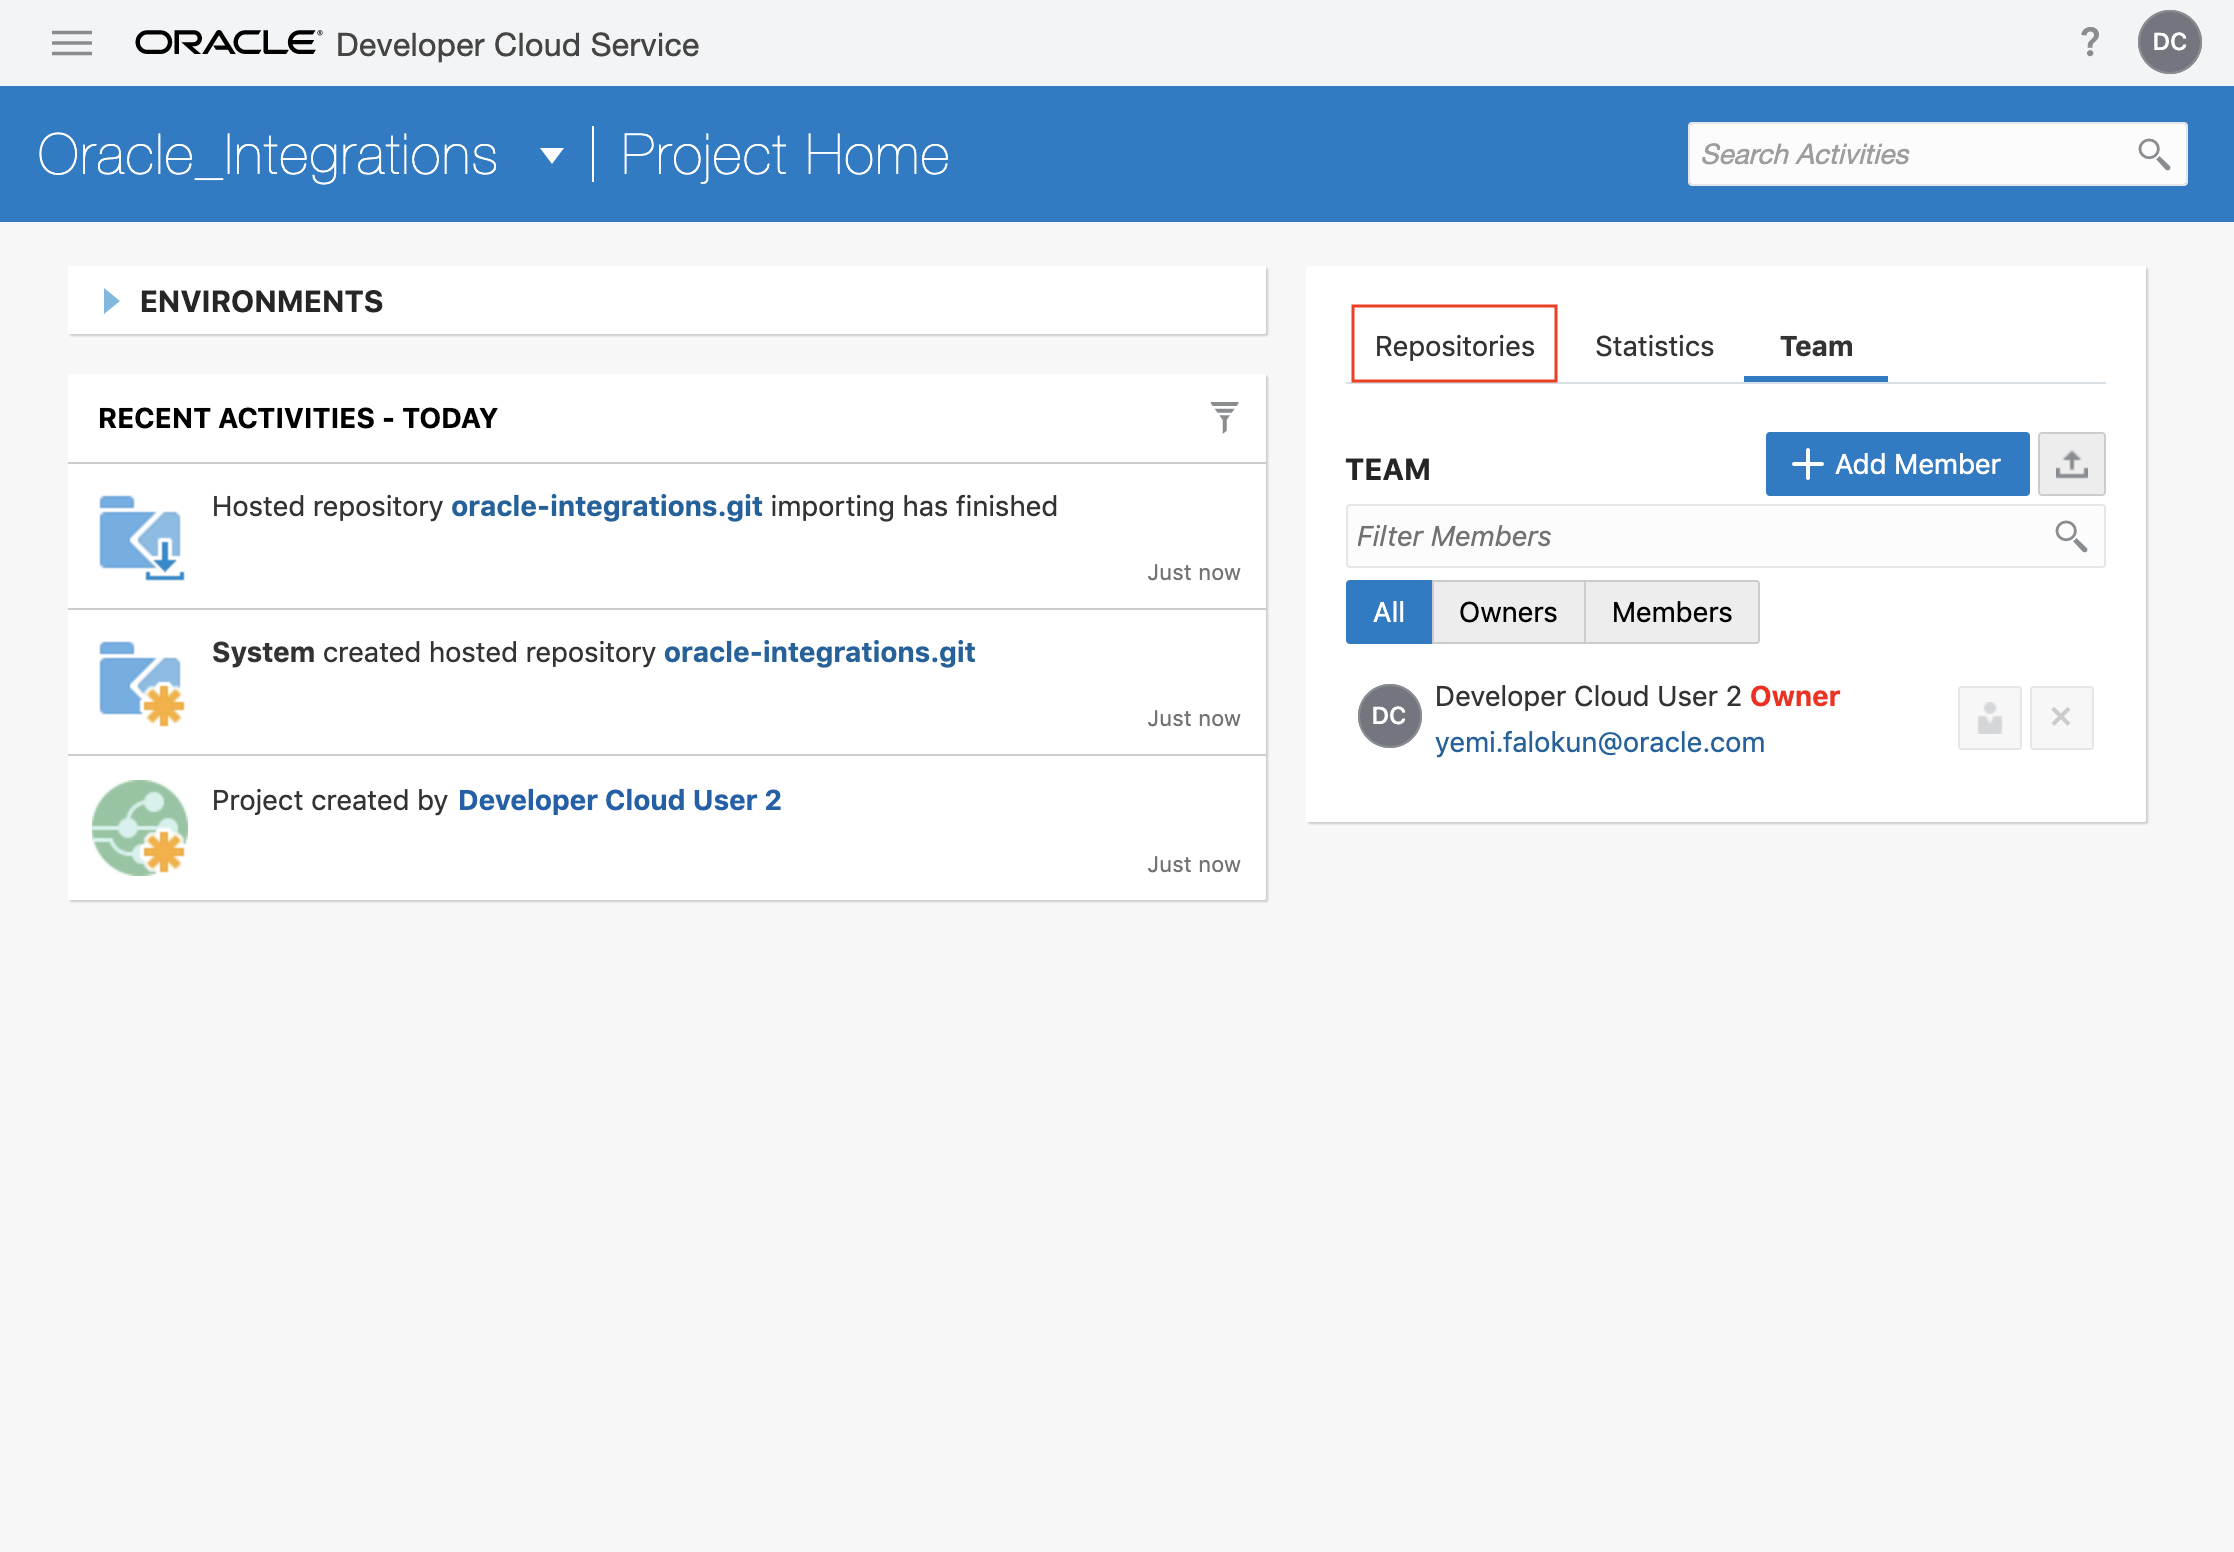 ORACLE® Developer Cloud Service
?
DC
Oracle_Integrations
Project Home
Search Activities
ENVIRONMENTS
RECENT ACTIVITIES - TODAY
Hosted repository oracle-integrations.git importing has finished
Just now
System created hosted repository oracle-integrations.git
Just now
Project created by Developer Cloud User 2
Just now
Repositories
Statistics
Team
TEAM
Add Member
Filter Members
All
Owners
Members
DC
Developer Cloud User 2 Owner
yemi.falokun@oracle.com